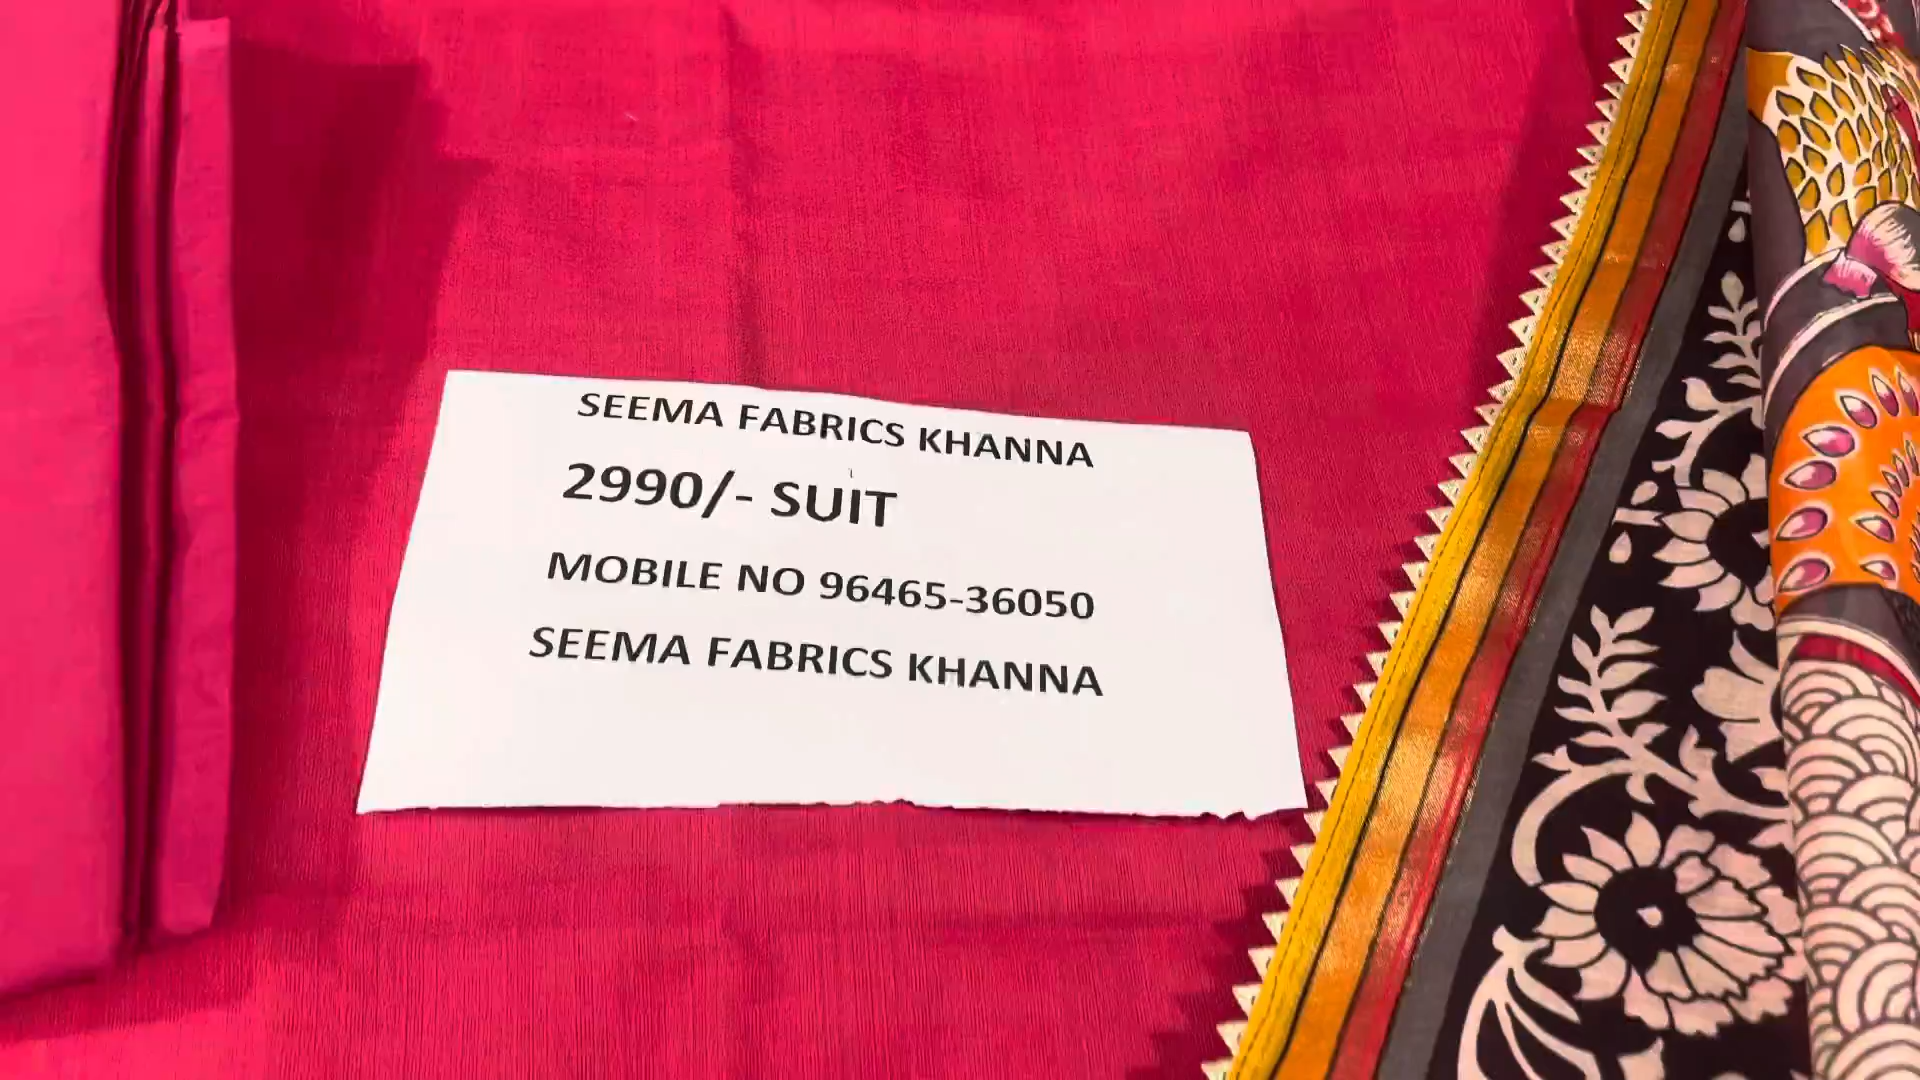 SEEMA FABRICS KHANNA
2990/- SUIT
MOBILE NO 96465-36050
SEEMA FABRICS KHANNA